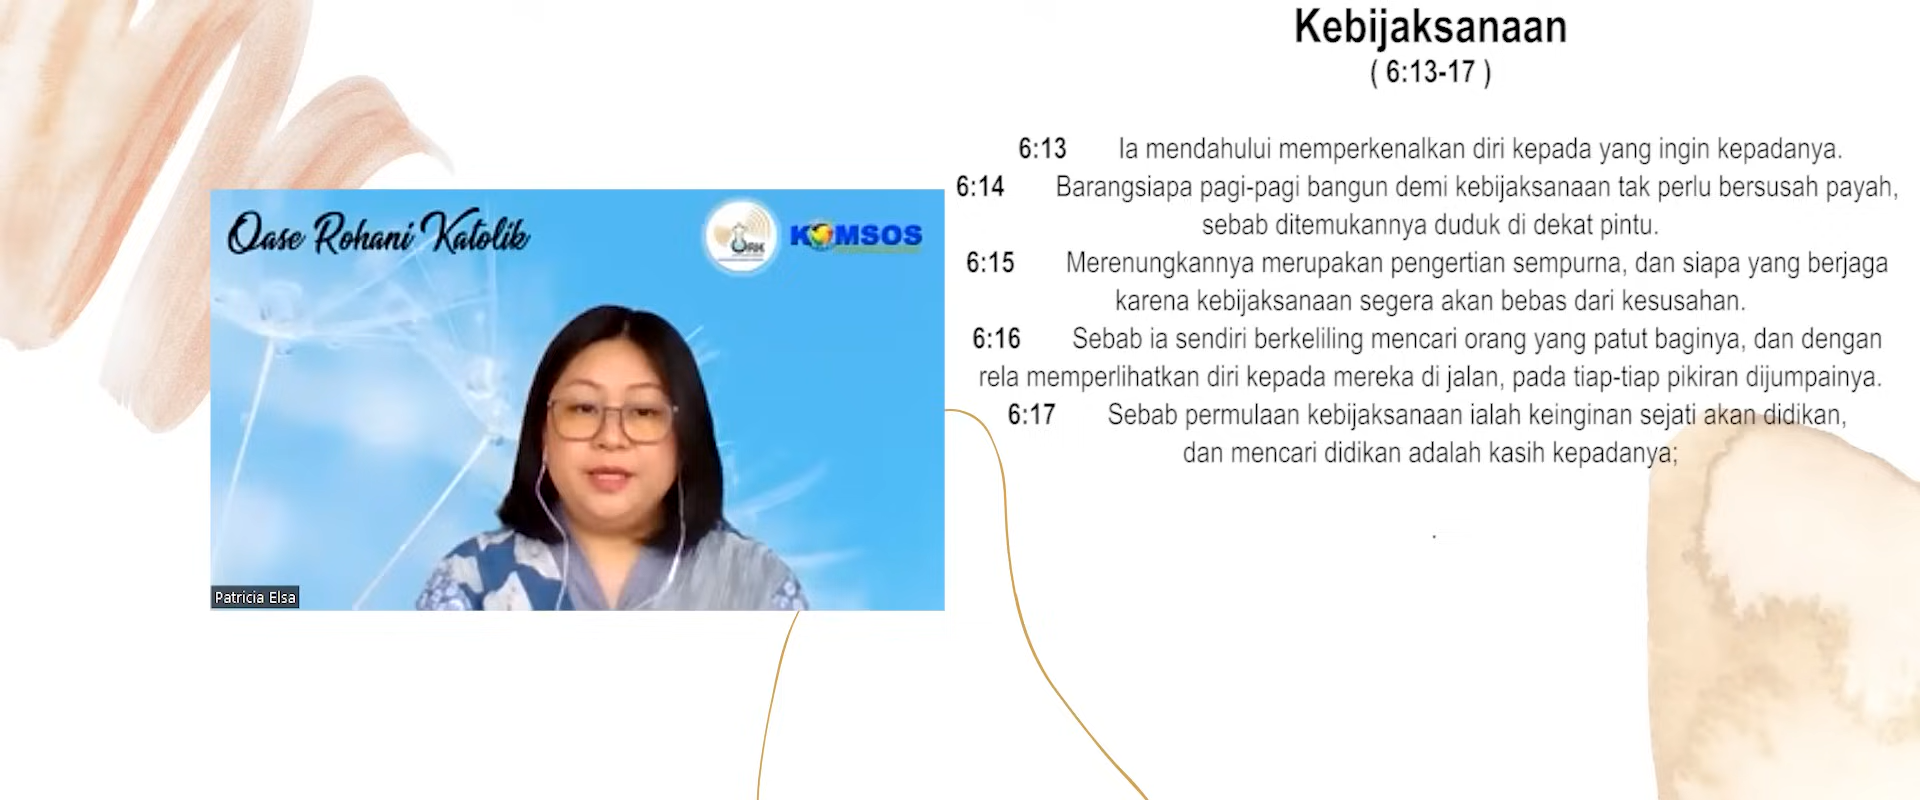 Kebijaksanaan
( 6:13-17 )
6:13 Ia mendahului memperkenalkan diri kepada yang ingin kepadanya.
6:14 Barangsiapa pagi-pagi bangun demi kebijaksanaan tak perlu bersusah payah,
sebab ditemukannya duduk di dekat pintu.
6:15 Merenungkannya merupakan pengertian sempurna, dan siapa yang berjaga
karena kebijaksanaan segera akan bebas dari kesusahan.
6:16 Sebab ia sendiri berkeliling mencari orang yang patut baginya, dan dengan
rela memperlihatkan diri kepada mereka di jalan, pada tiap-tiap pikiran dijumpainya.
6:17 Sebab permulaan kebijaksanaan ialah keinginan sejati akan didikan,
dan mencari didikan adalah kasih kepadanya;
Oase Rohani Katolik
KOMSOS
Patricia Elsa